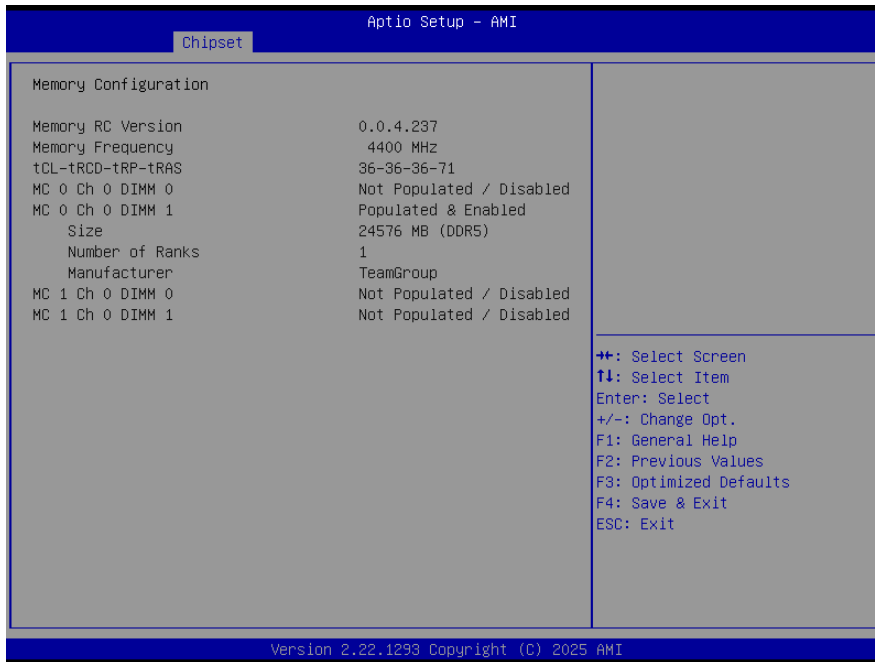 Aptio Setup – AMI
Chipset
Memory Configuration
Memory RC Version 0.0.4.237
Memory Frequency 4400 MHz
tCL-tRCD-tRP-tRAS 36-36-36-71
MC 0 Ch 0 DIMM 0 Not Populated / Disabled
MC 0 Ch 0 DIMM 1 Populated & Enabled
Size 24576 MB (DDR5)
Number of Ranks 1
Manufacturer TeamGroup
MC 1 Ch 0 DIMM 0 Not Populated / Disabled
MC 1 Ch 0 DIMM 1 Not Populated / Disabled
→←: Select Screen
↑↓: Select Item
Enter: Select
+/-: Change Opt.
F1: General Help
F2: Previous Values
F3: Optimized Defaults
F4: Save & Exit
ESC: Exit
Version 2.22.1293 Copyright (C) 2025 AMI